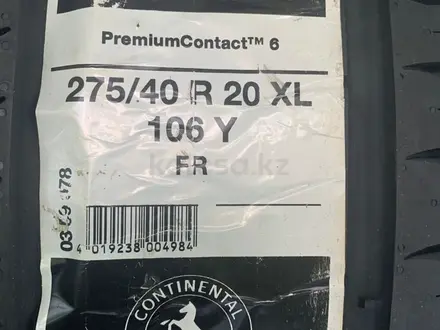 PremiumContact™ 6
275/40 R 20 XL
106 Y
FR
4 019238 004984
CONTINENTAL